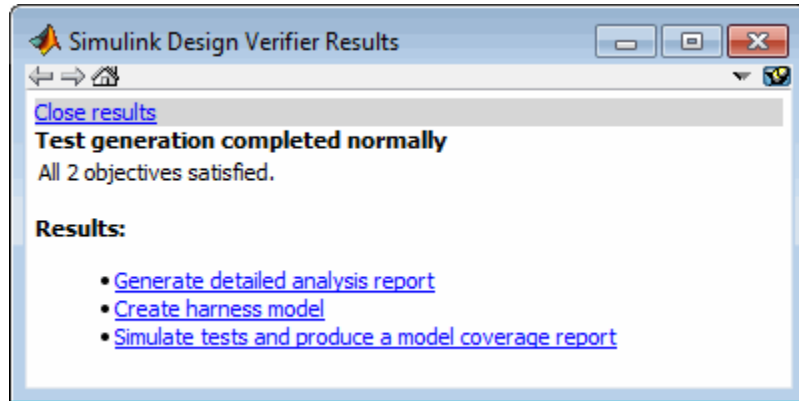 Simulink Design Verifier Results
Close results
Test generation completed normally
All 2 objectives satisfied.
Results:
• Generate detailed analysis report
• Create harness model
• Simulate tests and produce a model coverage report